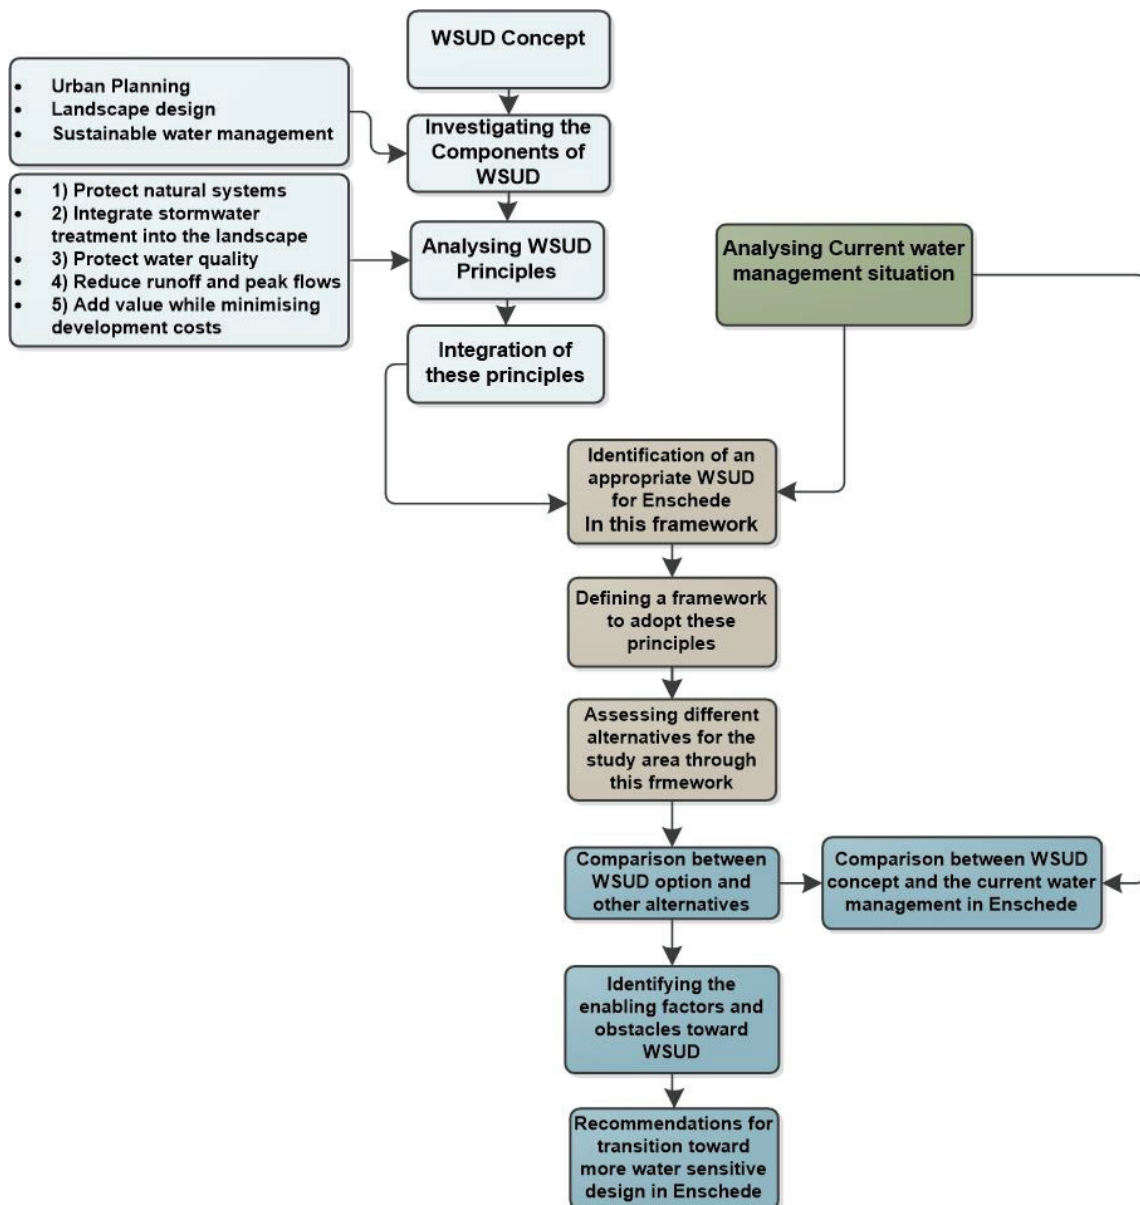 WSUD Concept
• Urban Planning
• Landscape design
• Sustainable water management
Investigating the
Components of
WSUD
• 1) Protect natural systems
• 2) Integrate stormwater
treatment into the landscape
• 3) Protect water quality
• 4) Reduce runoff and peak flows
• 5) Add value while minimising
development costs
Analysing WSUD
Principles
Analysing Current water
management situation
Integration of
these principles
Identification of an
appropriate WSUD
for Enschede
In this framework
Defining a framework
to adopt these
principles
Assessing different
alternatives for the
study area through
this frmework
Comparison between
WSUD option and
other alternatives
Comparison between WSUD
concept and the current water
management in Enschede
Identifying the
enabling factors and
obstacles toward
WSUD
Recommendations for
transition toward
more water sensitive
design in Enschede